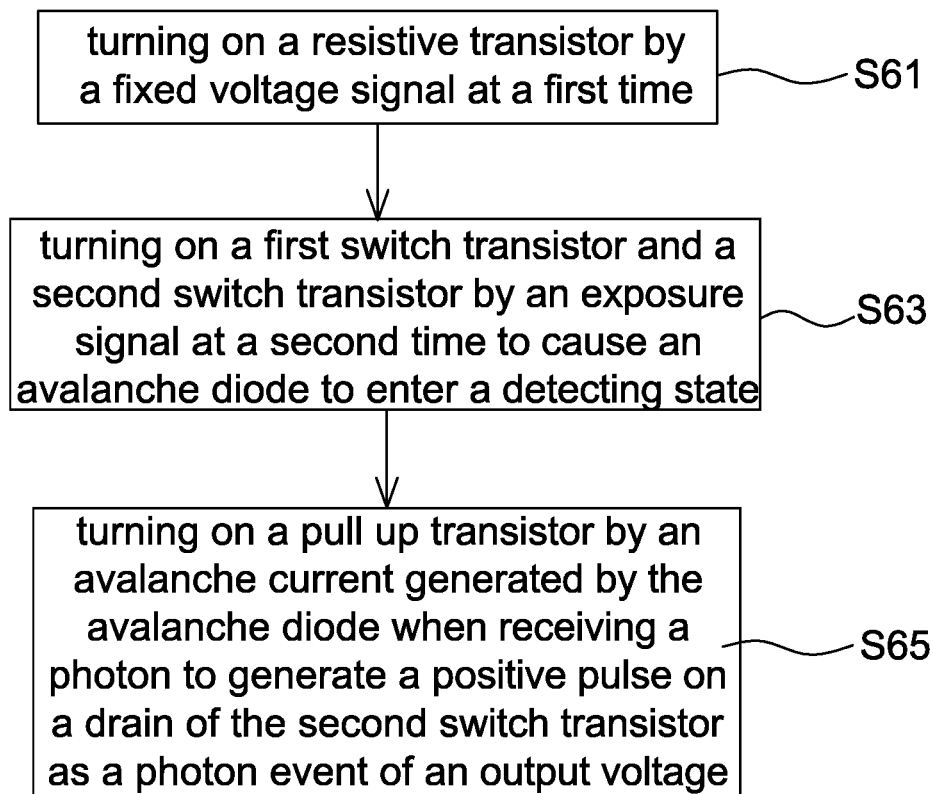 turning on a resistive transistor by
a fixed voltage signal at a first time
S61
turning on a first switch transistor and a
second switch transistor by an exposure
signal at a second time to cause an
avalanche diode to enter a detecting state
S63
turning on a pull up transistor by an
avalanche current generated by the
avalanche diode when receiving a
photon to generate a positive pulse on
a drain of the second switch transistor
as a photon event of an output voltage
S65